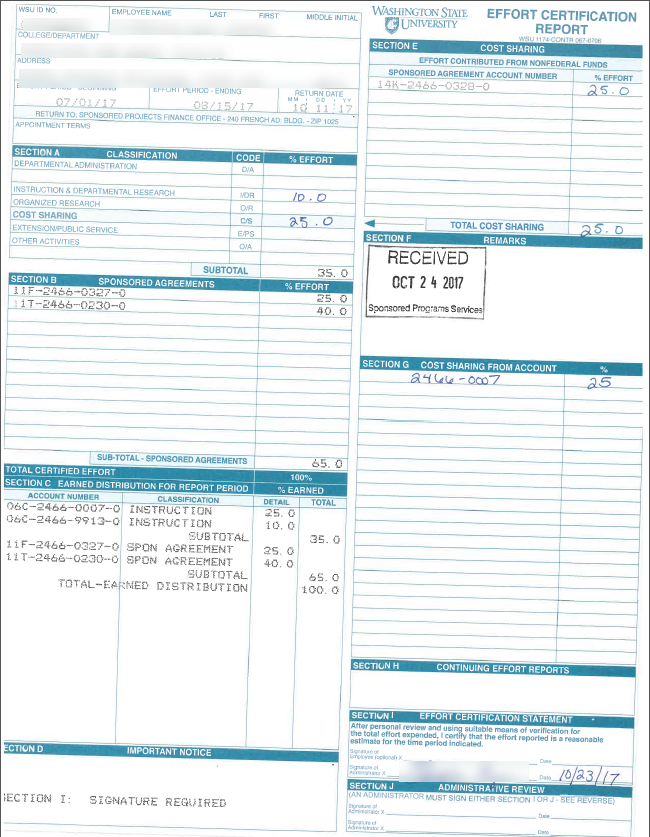 WSU ID NO. EMPLOYEE NAME LAST FIRST MIDDLE INITIAL
COLLEGE/DEPARTMENT
ADDRESS
EFFORT PERIOD - ENDING RETURN DATE
MM DD YY
07/01/17 08/15/17 10 11 17
RETURN TO: SPONSORED PROJECTS FINANCE OFFICE - 240 FRENCH AD. BLDG. - ZIP 1025
APPOINTMENT TERMS
SECTION A CLASSIFICATION CODE % EFFORT
DEPARTMENTAL ADMINISTRATION D/A
INSTRUCTION & DEPARTMENTAL RESEARCH I/DR 10.0
ORGANIZED RESEARCH O/R
COST SHARING C/S 25.0
EXTENSION/PUBLIC SERVICE E/PS
OTHER ACTIVITIES O/A
SUBTOTAL 35.0
SECTION B SPONSORED AGREEMENTS % EFFORT
11F-2466-0327-0 25.0
11T-2466-0230-0 40.0
SUB-TOTAL - SPONSORED AGREEMENTS 65.0
TOTAL CERTIFIED EFFORT 100%
SECTION C EARNED DISTRIBUTION FOR REPORT PERIOD % EARNED
ACCOUNT NUMBER CLASSIFICATION DETAIL TOTAL
06C-2466-0007-0 INSTRUCTION 25.0
06C-2466-9913-0 INSTRUCTION 10.0
SUBTOTAL 35.0
11F-2466-0327-0 SPON AGREEMENT 25.0
11T-2466-0230-0 SPON AGREEMENT 40.0
SUBTOTAL 65.0
TOTAL-EARNED DISTRIBUTION 100.0
SECTION D IMPORTANT NOTICE
SECTION I: SIGNATURE REQUIRED
WASHINGTON STATE
UNIVERSITY
EFFORT CERTIFICATION
REPORT
WSU 1174-CONTR 067-0706
SECTION E COST SHARING
EFFORT CONTRIBUTED FROM NONFEDERAL FUNDS
SPONSORED AGREEMENT ACCOUNT NUMBER % EFFORT
14K-2466-0328-0 25.0
TOTAL COST SHARING 25.0
SECTION F REMARKS
RECEIVED
OCT 24 2017
Sponsored Programs Services
SECTION G COST SHARING FROM ACCOUNT %
2466-0007 25
SECTION H CONTINUING EFFORT REPORTS
SECTION I EFFORT CERTIFICATION STATEMENT
After personal review and using suitable means of verification for
the total effort expended, I certify that the effort reported is a reasonable
estimate for the time period indicated.
Signature of
Employee (optional) X Date
Signature of
Administrator X Date 10/23/17
SECTION J ADMINISTRATIVE REVIEW
(AN ADMINISTRATOR MUST SIGN EITHER SECTION I OR J - SEE REVERSE)
Signature of
Administrator X Date
Signature of
Administrator X Date